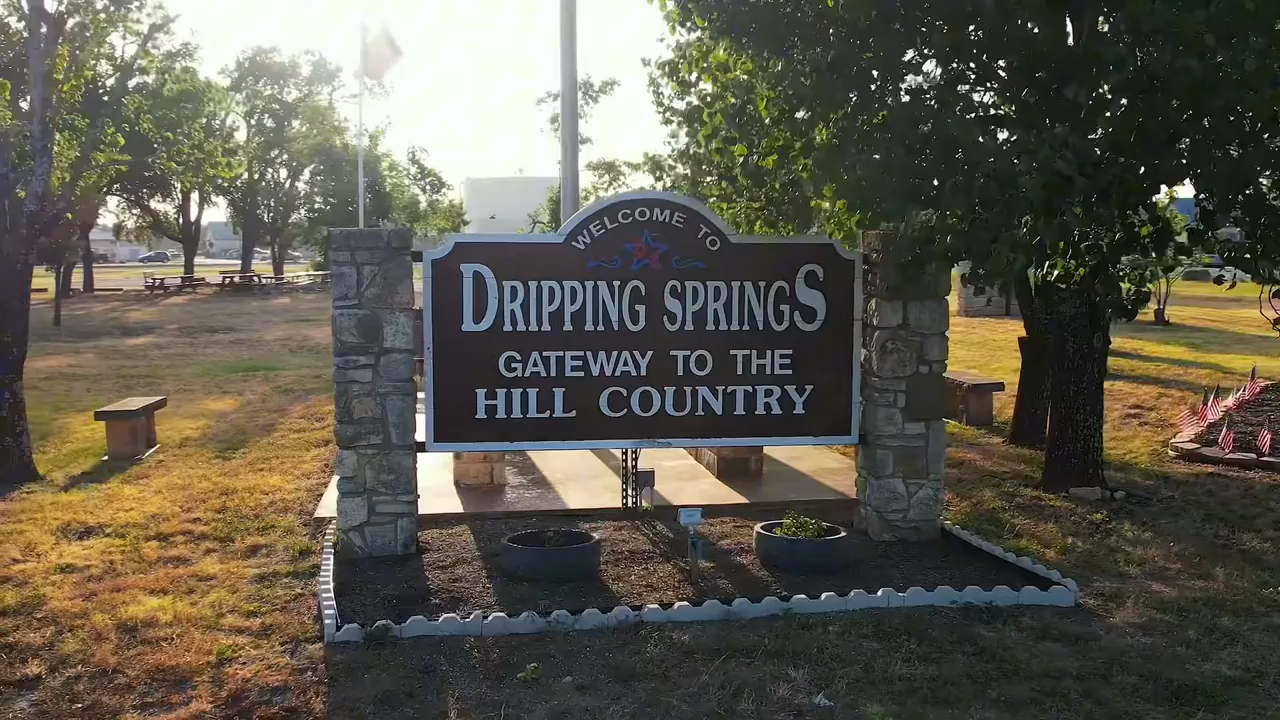 WELCOME TO
DRIPPING SPRINGS
GATEWAY TO THE
HILL COUNTRY